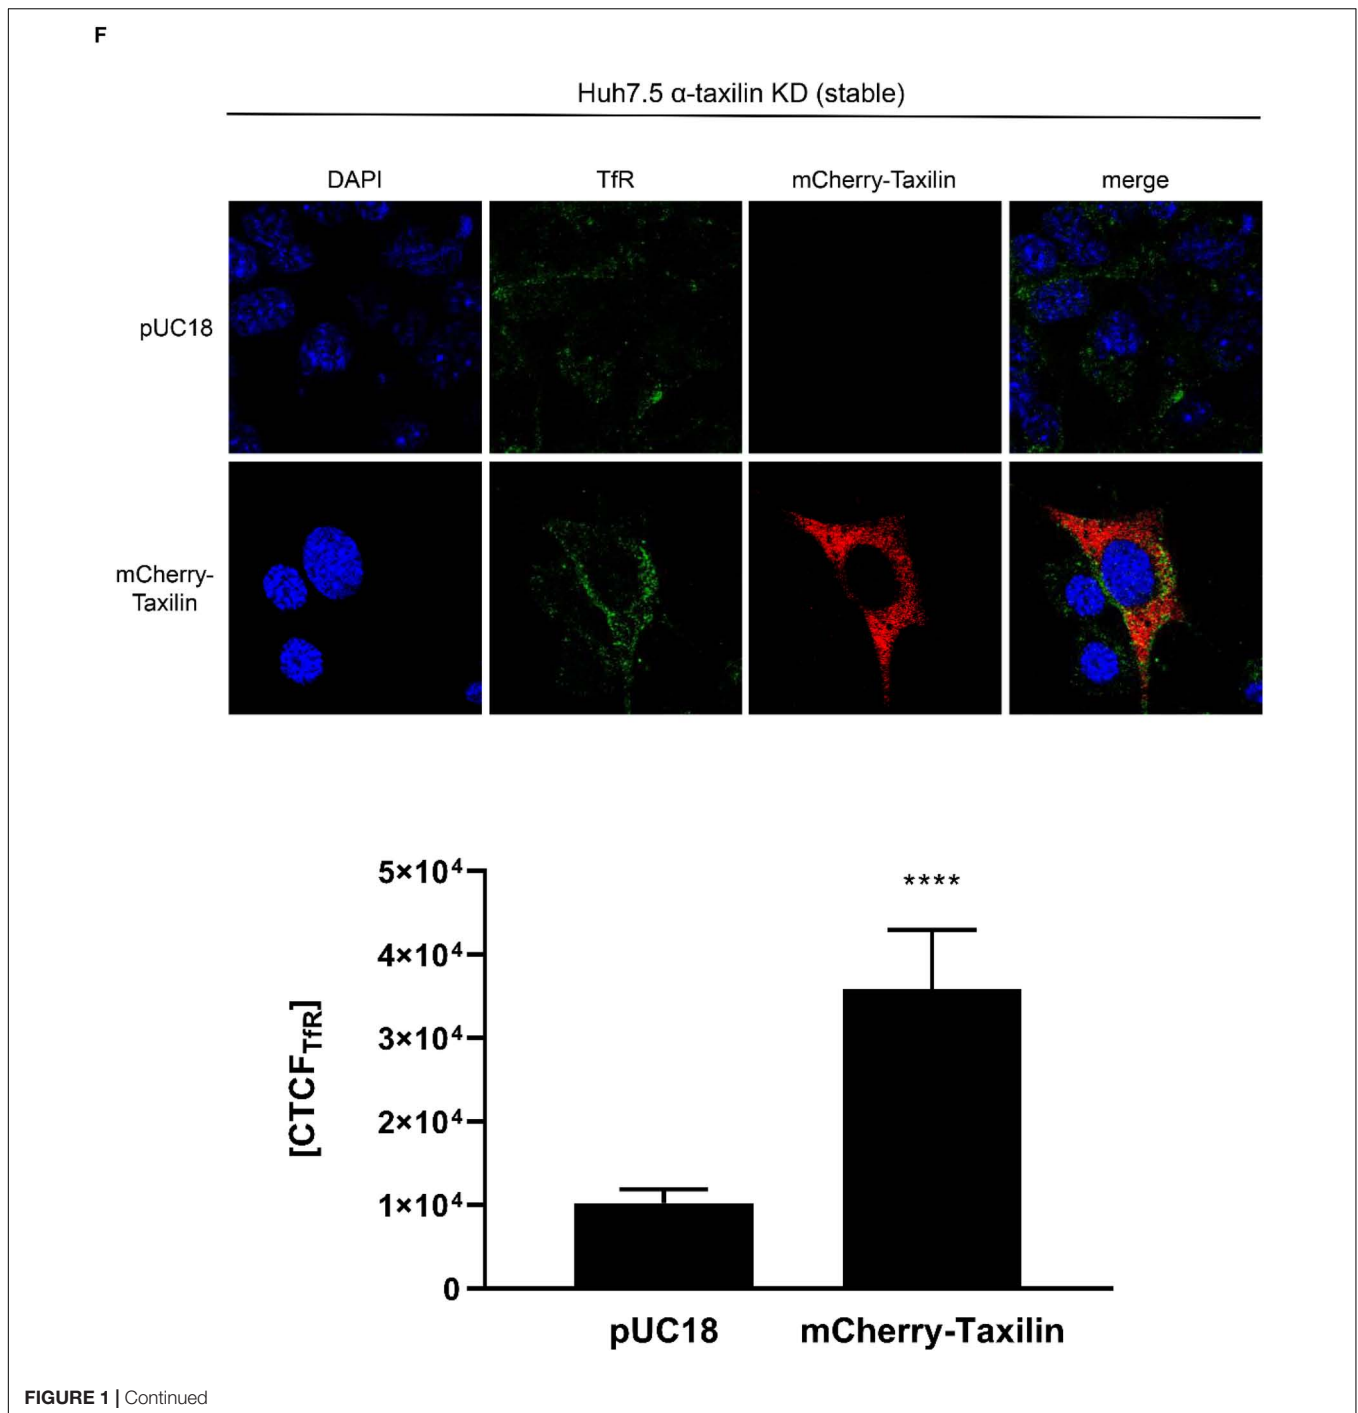 F
Huh7.5 α-taxilin KD (stable)
DAPI TfR mCherry-Taxilin merge
pUC18
mCherry-
Taxilin
5×10⁴
****
4×10⁴
3×10⁴
2×10⁴
1×10⁴
0
[CTCFTfR]
pUC18 mCherry-Taxilin
FIGURE 1 | Continued